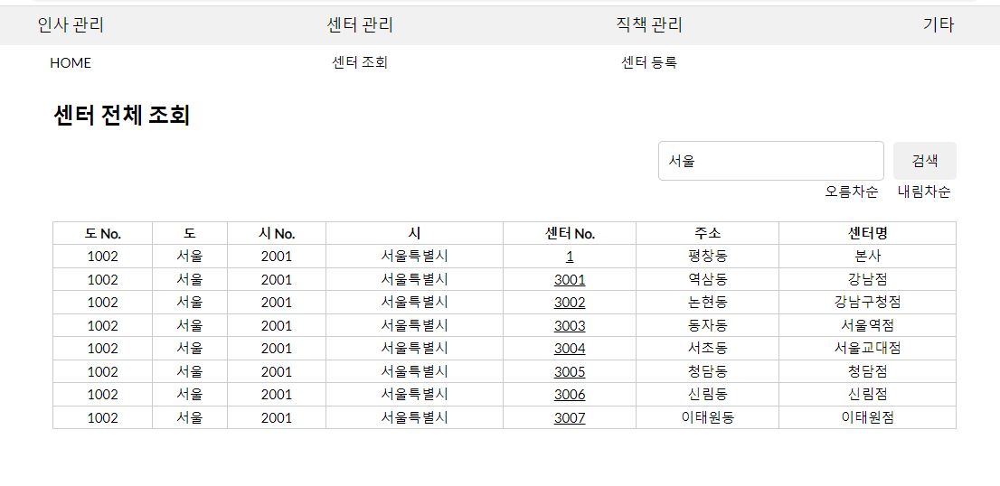 인사 관리 센터 관리 직책 관리 기타
HOME 센터 조회 센터 등록
센터 전체 조회
서울 검색
오름차순 내림차순
도 No. 도 시 No. 시 센터 No. 주소 센터명
1002 서울 2001 서울특별시 1 평창동 본사
1002 서울 2001 서울특별시 3001 역삼동 강남점
1002 서울 2001 서울특별시 3002 논현동 강남구청점
1002 서울 2001 서울특별시 3003 동자동 서울역점
1002 서울 2001 서울특별시 3004 서초동 서울교대점
1002 서울 2001 서울특별시 3005 청담동 청담점
1002 서울 2001 서울특별시 3006 신림동 신림점
1002 서울 2001 서울특별시 3007 이태원동 이태원점